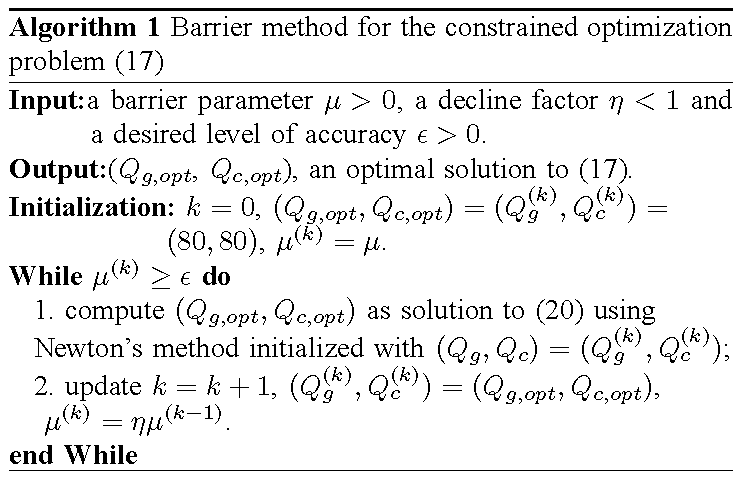 Algorithm 1 Barrier method for the constrained optimization
problem (17)
Input:a barrier parameter μ > 0, a decline factor η < 1 and
a desired level of accuracy ϵ > 0.
Output:(Q_{g,opt}, Q_{c,opt}), an optimal solution to (17).
Initialization: k = 0, (Q_{g,opt}, Q_{c,opt}) = (Q_g^{(k)}, Q_c^{(k)}) =
(80, 80), μ^{(k)} = μ.
While μ^{(k)} ≥ ϵ do
1. compute (Q_{g,opt}, Q_{c,opt}) as solution to (20) using
Newton's method initialized with (Q_g, Q_c) = (Q_g^{(k)}, Q_c^{(k)});
2. update k = k + 1, (Q_g^{(k)}, Q_c^{(k)}) = (Q_{g,opt}, Q_{c,opt}),
μ^{(k)} = ημ^{(k−1)}.
end While